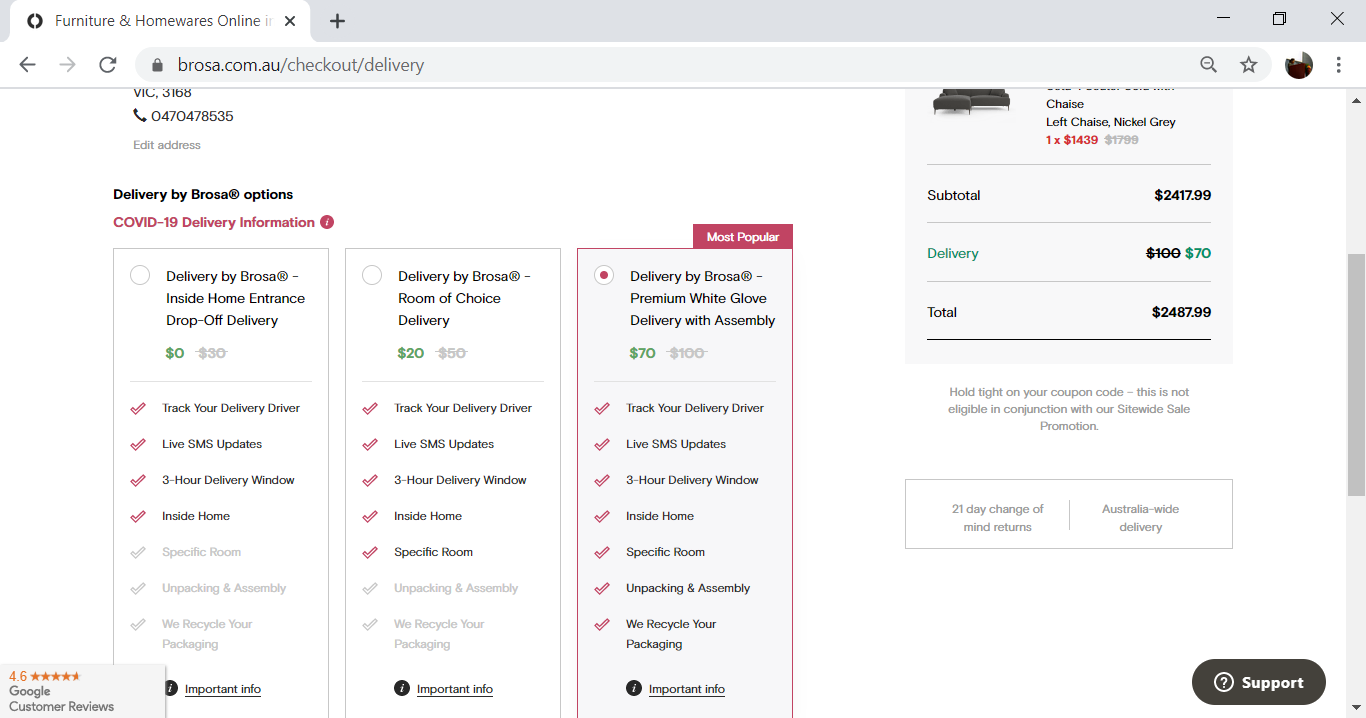 Furniture & Homewares Online in
brosa.com.au/checkout/delivery
VIC, 3168
0470478535
Edit address
Delivery by Brosa® options
COVID-19 Delivery Information
Delivery by Brosa® –
Inside Home Entrance
Drop-Off Delivery
$0 $30
Track Your Delivery Driver
Live SMS Updates
3-Hour Delivery Window
Inside Home
Specific Room
Unpacking & Assembly
We Recycle Your
Packaging
Important info
Delivery by Brosa® –
Room of Choice
Delivery
$20 $50
Track Your Delivery Driver
Live SMS Updates
3-Hour Delivery Window
Inside Home
Specific Room
Unpacking & Assembly
We Recycle Your
Packaging
Important info
Most Popular
Delivery by Brosa® –
Premium White Glove
Delivery with Assembly
$70 $100
Track Your Delivery Driver
Live SMS Updates
3-Hour Delivery Window
Inside Home
Specific Room
Unpacking & Assembly
We Recycle Your
Packaging
Important info
Chaise
Left Chaise, Nickel Grey
1 x $1439 $1799
Subtotal $2417.99
Delivery $100 $70
Total $2487.99
Hold tight on your coupon code – this is not
eligible in conjunction with our Sitewide Sale
Promotion.
21 day change of
mind returns
Australia-wide
delivery
4.6
Google
Customer Reviews
Support